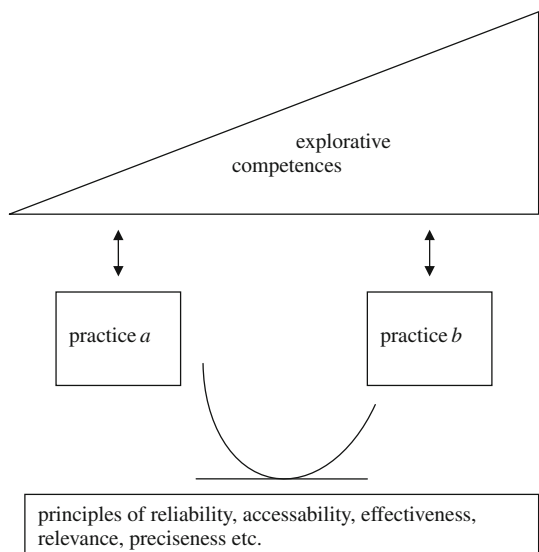 explorative
competences
practice a
practice b
principles of reliability, accessability, effectiveness,
relevance, preciseness etc.